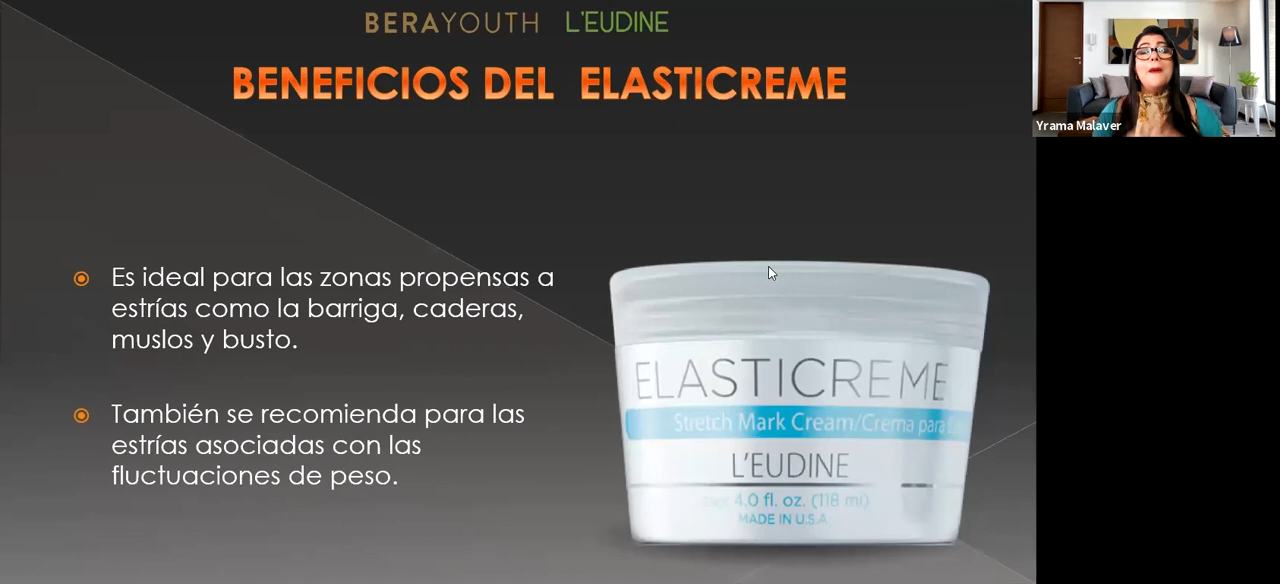 BERAYOUTH L'EUDINE
BENEFICIOS DEL ELASTICREME
Yrama Malaver
Es ideal para las zonas propensas a
estrías como la barriga, caderas,
muslos y busto.
También se recomienda para las
estrías asociadas con las
fluctuaciones de peso.
ELASTICREME
Stretch Mark Cream/Crema para
L'EUDINE
4.0 fl. oz. (118 ml)
MADE IN U.S.A